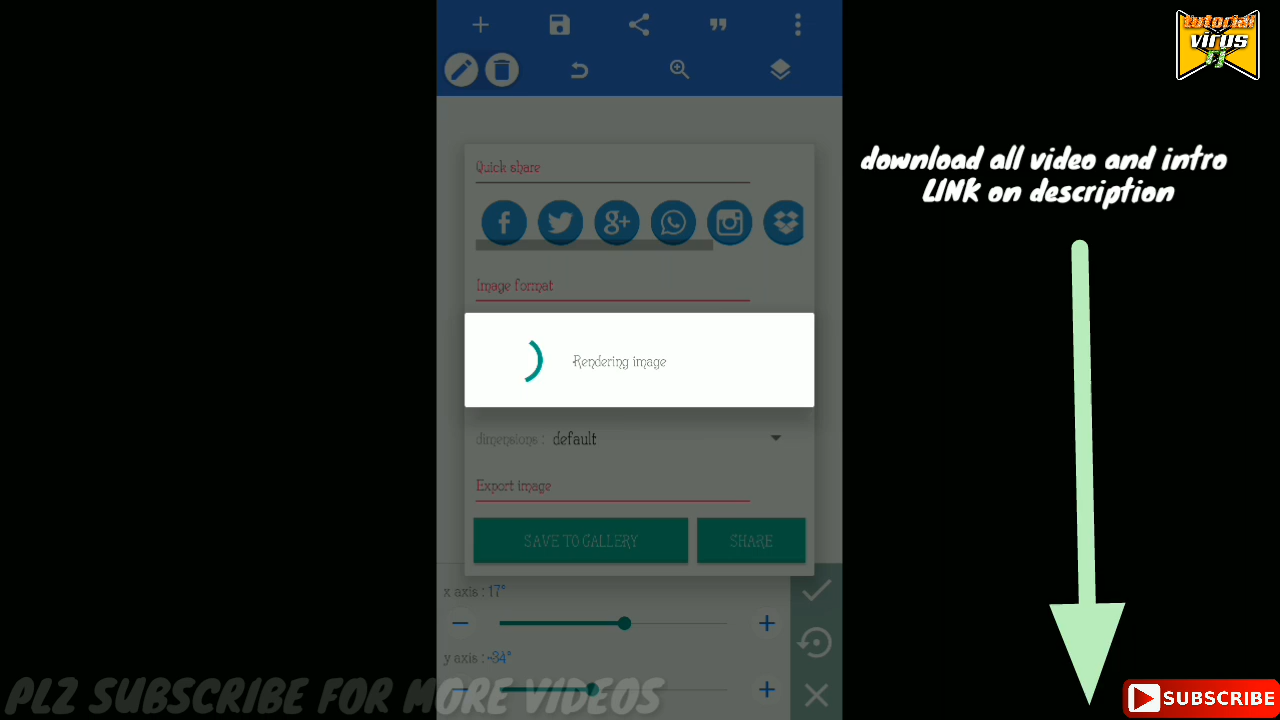 tutorial
virus
TJ
download all video and intro
LINK on description
Quick share
Image format
Rendering image
dimensions : default
Export image
SAVE TO GALLERY
SHARE
x axis : 17°
y axis : -34°
PLZ SUBSCRIBE FOR MORE VIDEOS
SUBSCRIBE